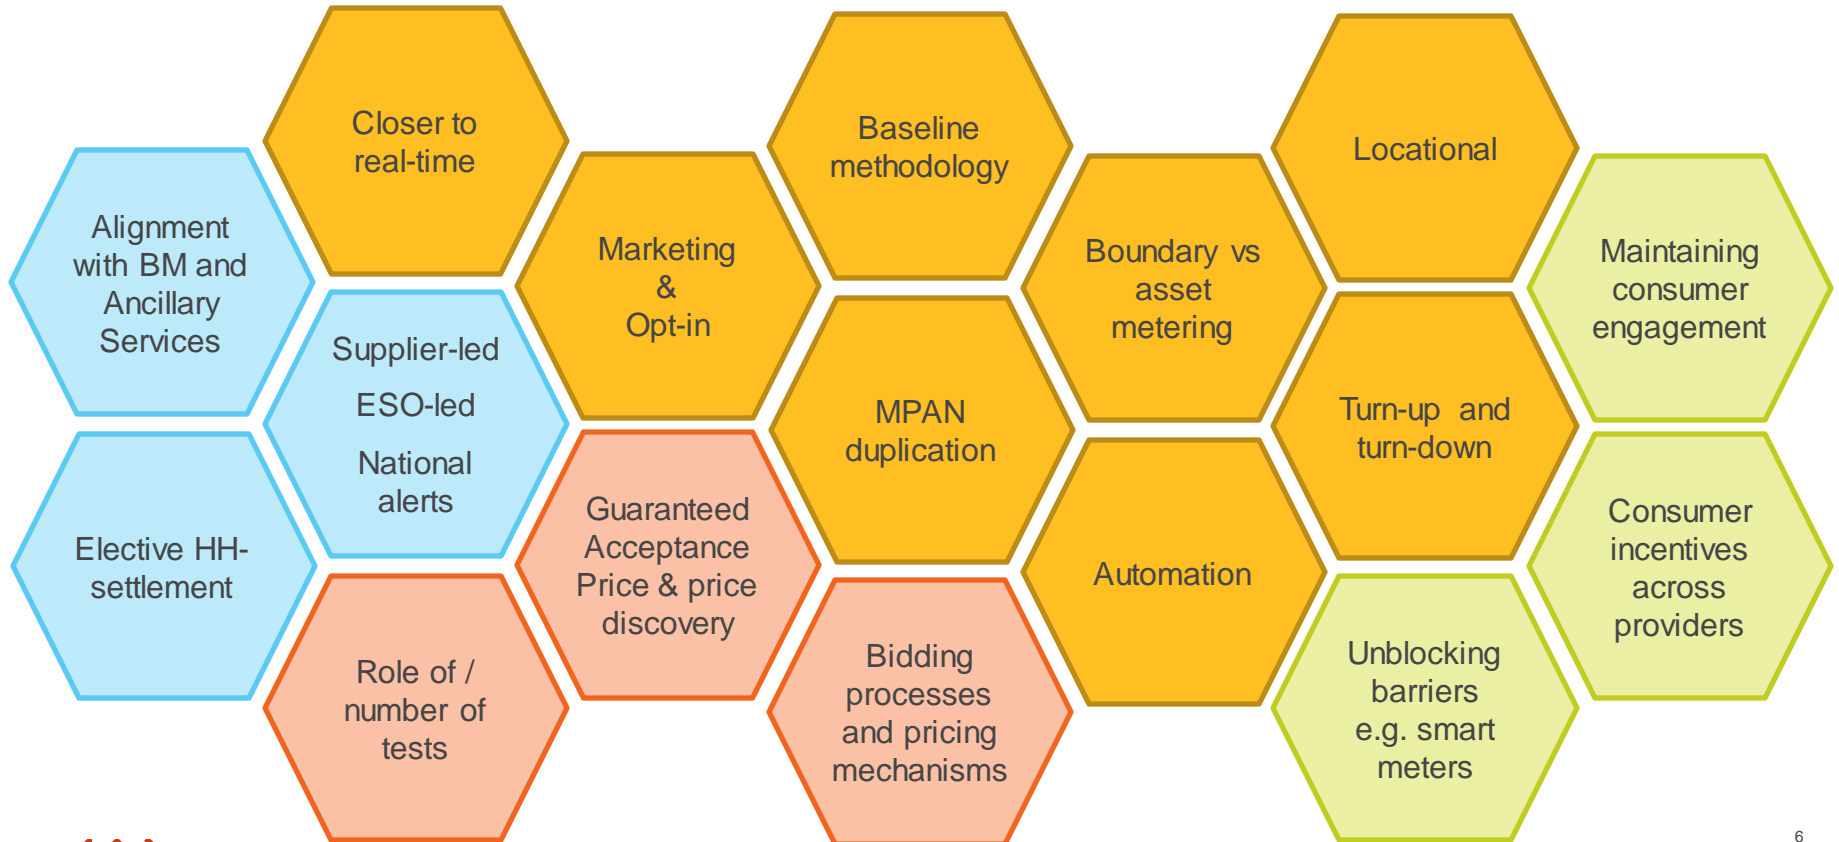 Closer to
real-time
Baseline
methodology
Locational
Alignment
with BM and
Ancillary
Services
Marketing
&
Opt-in
Boundary vs
asset
metering
Maintaining
consumer
engagement
Supplier-led
ESO-led
National
alerts
MPAN
duplication
Turn-up and
turn-down
Elective HH-
settlement
Guaranteed
Acceptance
Price & price
discovery
Automation
Consumer
incentives
across
providers
Role of /
number of
tests
Bidding
processes
and pricing
mechanisms
Unblocking
barriers
e.g. smart
meters
6